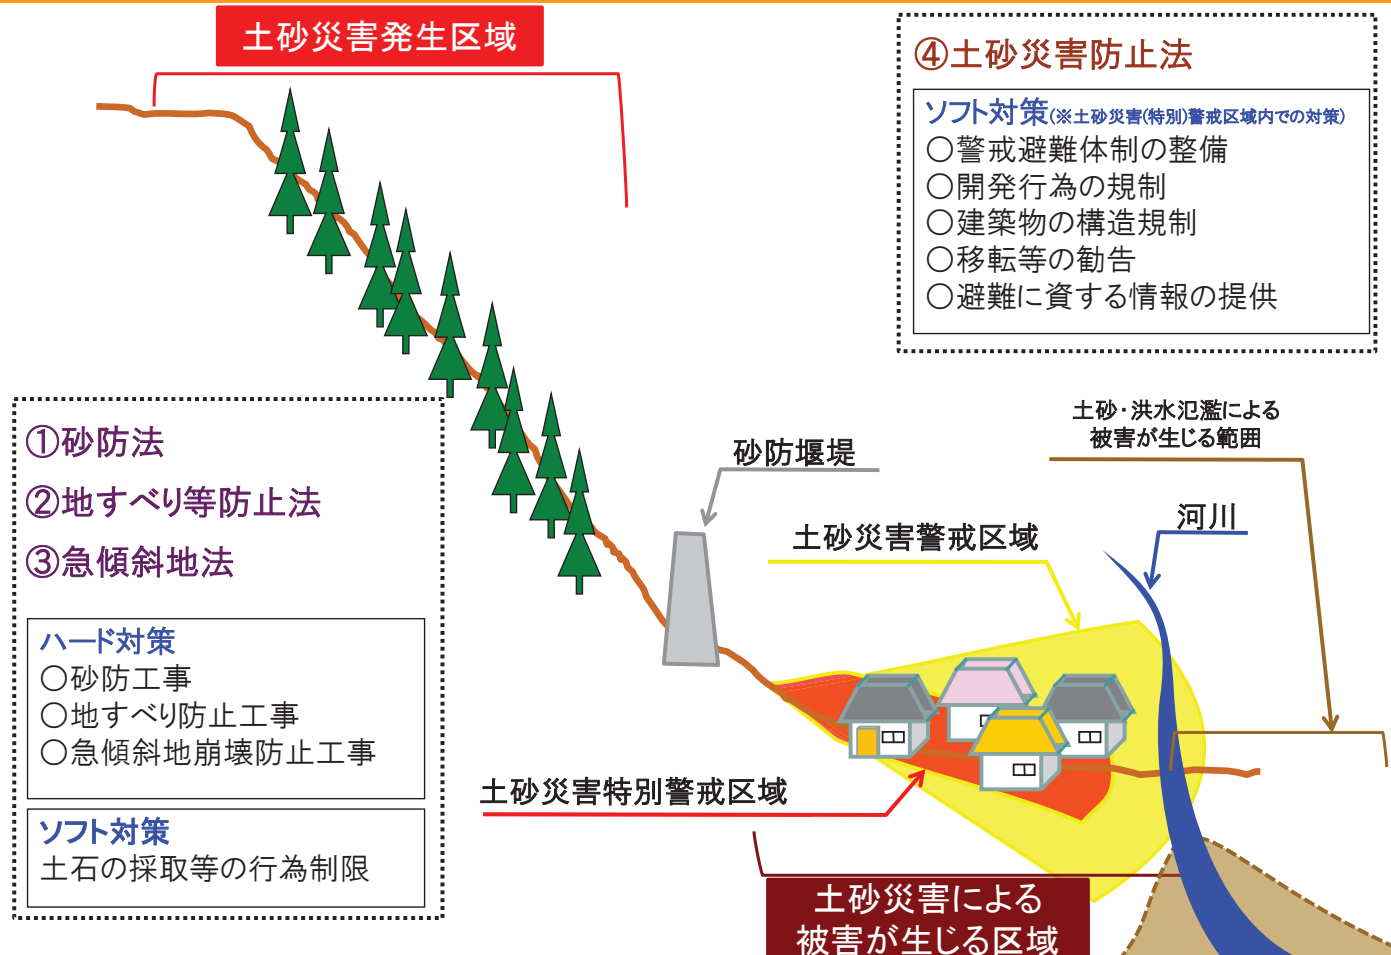 土砂災害発生区域
④土砂災害防止法
ソフト対策(※土砂災害(特別)警戒区域内での対策)
○警戒避難体制の整備
○開発行為の規制
○建築物の構造規制
○移転等の勧告
○避難に資する情報の提供
①砂防法
②地すべり等防止法
③急傾斜地法
ハード対策
○砂防工事
○地すべり防止工事
○急傾斜地崩壊防止工事
ソフト対策
土石の採取等の行為制限
砂防堰堤
土砂・洪水氾濫による
被害が生じる範囲
河川
土砂災害警戒区域
土砂災害特別警戒区域
土砂災害による
被害が生じる区域